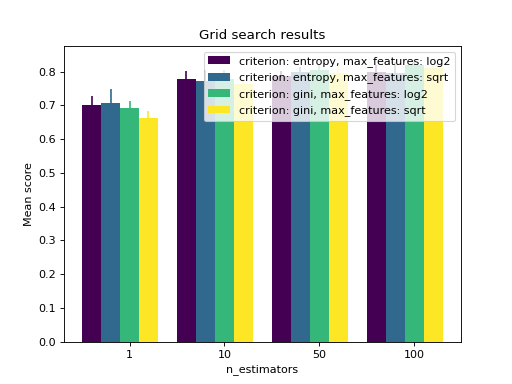 Grid search results
criterion: entropy, max_features: log2
criterion: entropy, max_features: sqrt
criterion: gini, max_features: log2
criterion: gini, max_features: sqrt
Mean score
0.8
0.7
0.6
0.5
0.4
0.3
0.2
0.1
0.0
1 10 50 100
n_estimators